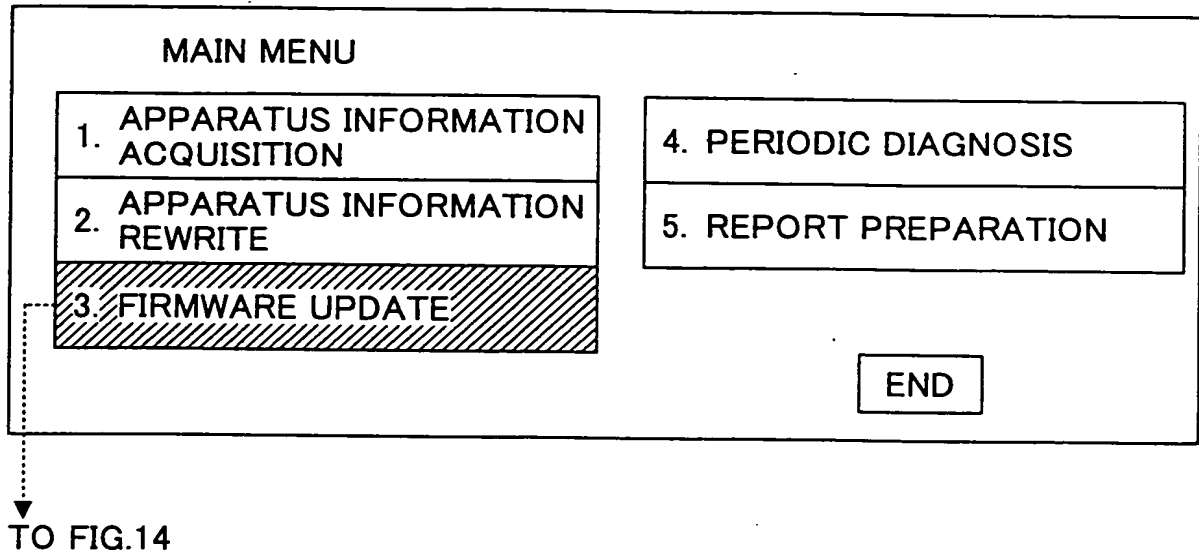 MAIN MENU
1. APPARATUS INFORMATION
ACQUISITION
2. APPARATUS INFORMATION
REWRITE
3. FIRMWARE UPDATE
4. PERIODIC DIAGNOSIS
5. REPORT PREPARATION
END
TO FIG.14